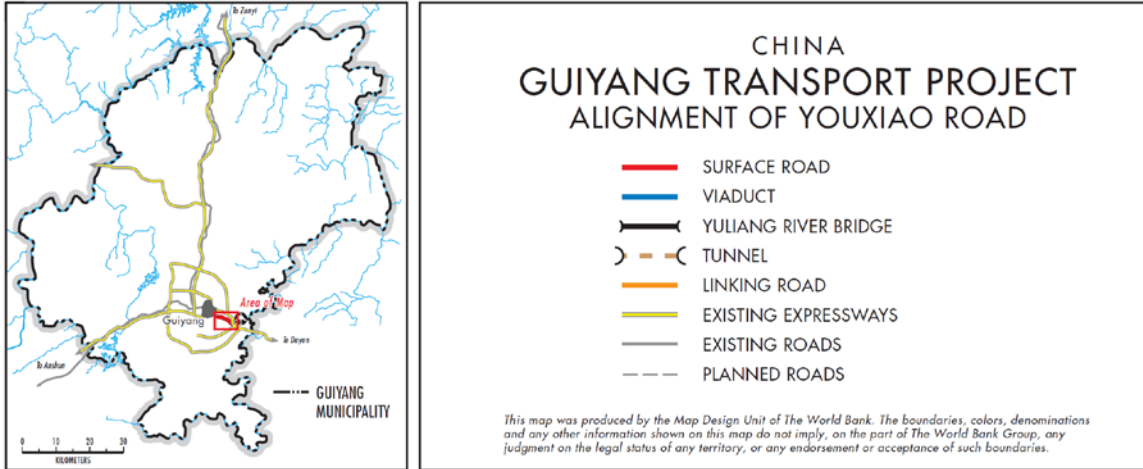 To Zunyi
Area of Map
Guiyang
To Duyun
To Anshun
GUIYANG
MUNICIPALITY
0 10 20 30
KILOMETERS
CHINA
GUIYANG TRANSPORT PROJECT
ALIGNMENT OF YOUXIAO ROAD
SURFACE ROAD
VIADUCT
YULIANG RIVER BRIDGE
TUNNEL
LINKING ROAD
EXISTING EXPRESSWAYS
EXISTING ROADS
PLANNED ROADS
This map was produced by the Map Design Unit of The World Bank. The boundaries, colors, denominations
and any other information shown on this map do not imply, on the part of The World Bank Group, any
judgment on the legal status of any territory, or any endorsement or acceptance of such boundaries.